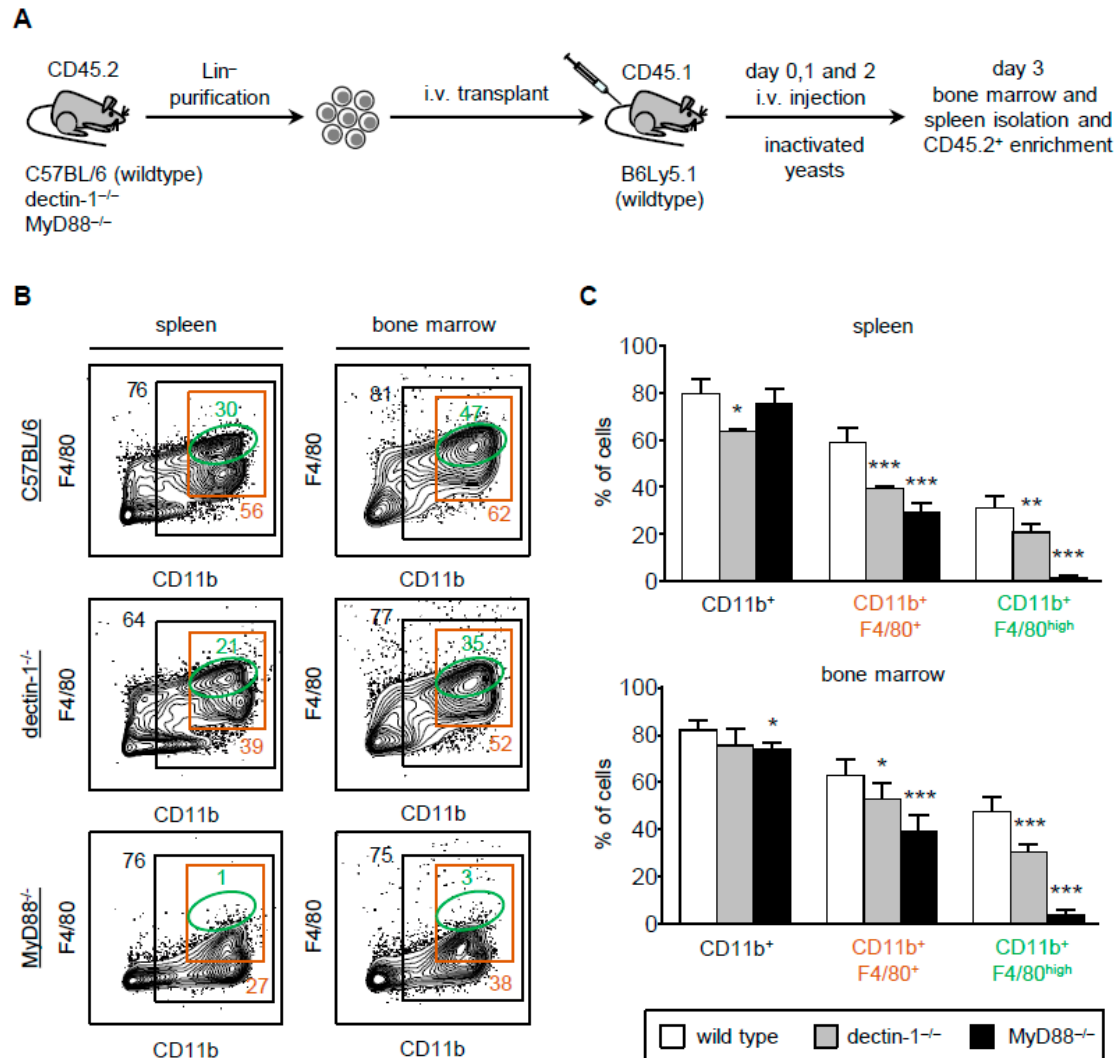 A
CD45.2
Lin–
purification
i.v. transplant
CD45.1
day 0,1 and 2
i.v. injection
inactivated
yeasts
day 3
bone marrow and
spleen isolation and
CD45.2+ enrichment
C57BL/6 (wildtype)
dectin-1–/–
MyD88–/–
B6Ly5.1
(wildtype)
B
spleen
bone marrow
C57BL/6
F4/80
76
30
56
CD11b
F4/80
81
47
62
CD11b
dectin-1-/-
F4/80
64
21
39
CD11b
F4/80
77
35
52
CD11b
MyD88-/-
F4/80
76
1
27
CD11b
F4/80
75
3
38
CD11b
C
spleen
% of cells
100
80
60
40
20
0
*
***
***
**
***
CD11b+
CD11b+
F4/80+
CD11b+
F4/80high
bone marrow
% of cells
100
80
60
40
20
0
*
*
***
***
***
CD11b+
CD11b+
F4/80+
CD11b+
F4/80high
wild type
dectin-1–/–
MyD88–/–